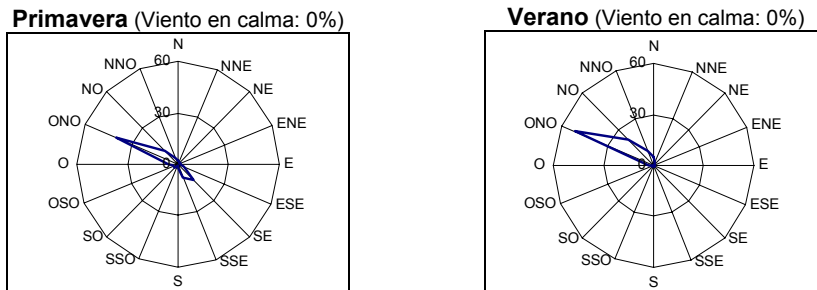 Primavera (Viento en calma: 0%)
N
NNE
NE
ENE
E
ESE
SE
SSE
S
SSO
SO
OSO
O
ONO
NO
NNO
60
30
0
Verano (Viento en calma: 0%)
N
NNE
NE
ENE
E
ESE
SE
SSE
S
SSO
SO
OSO
O
ONO
NO
NNO
60
30
0